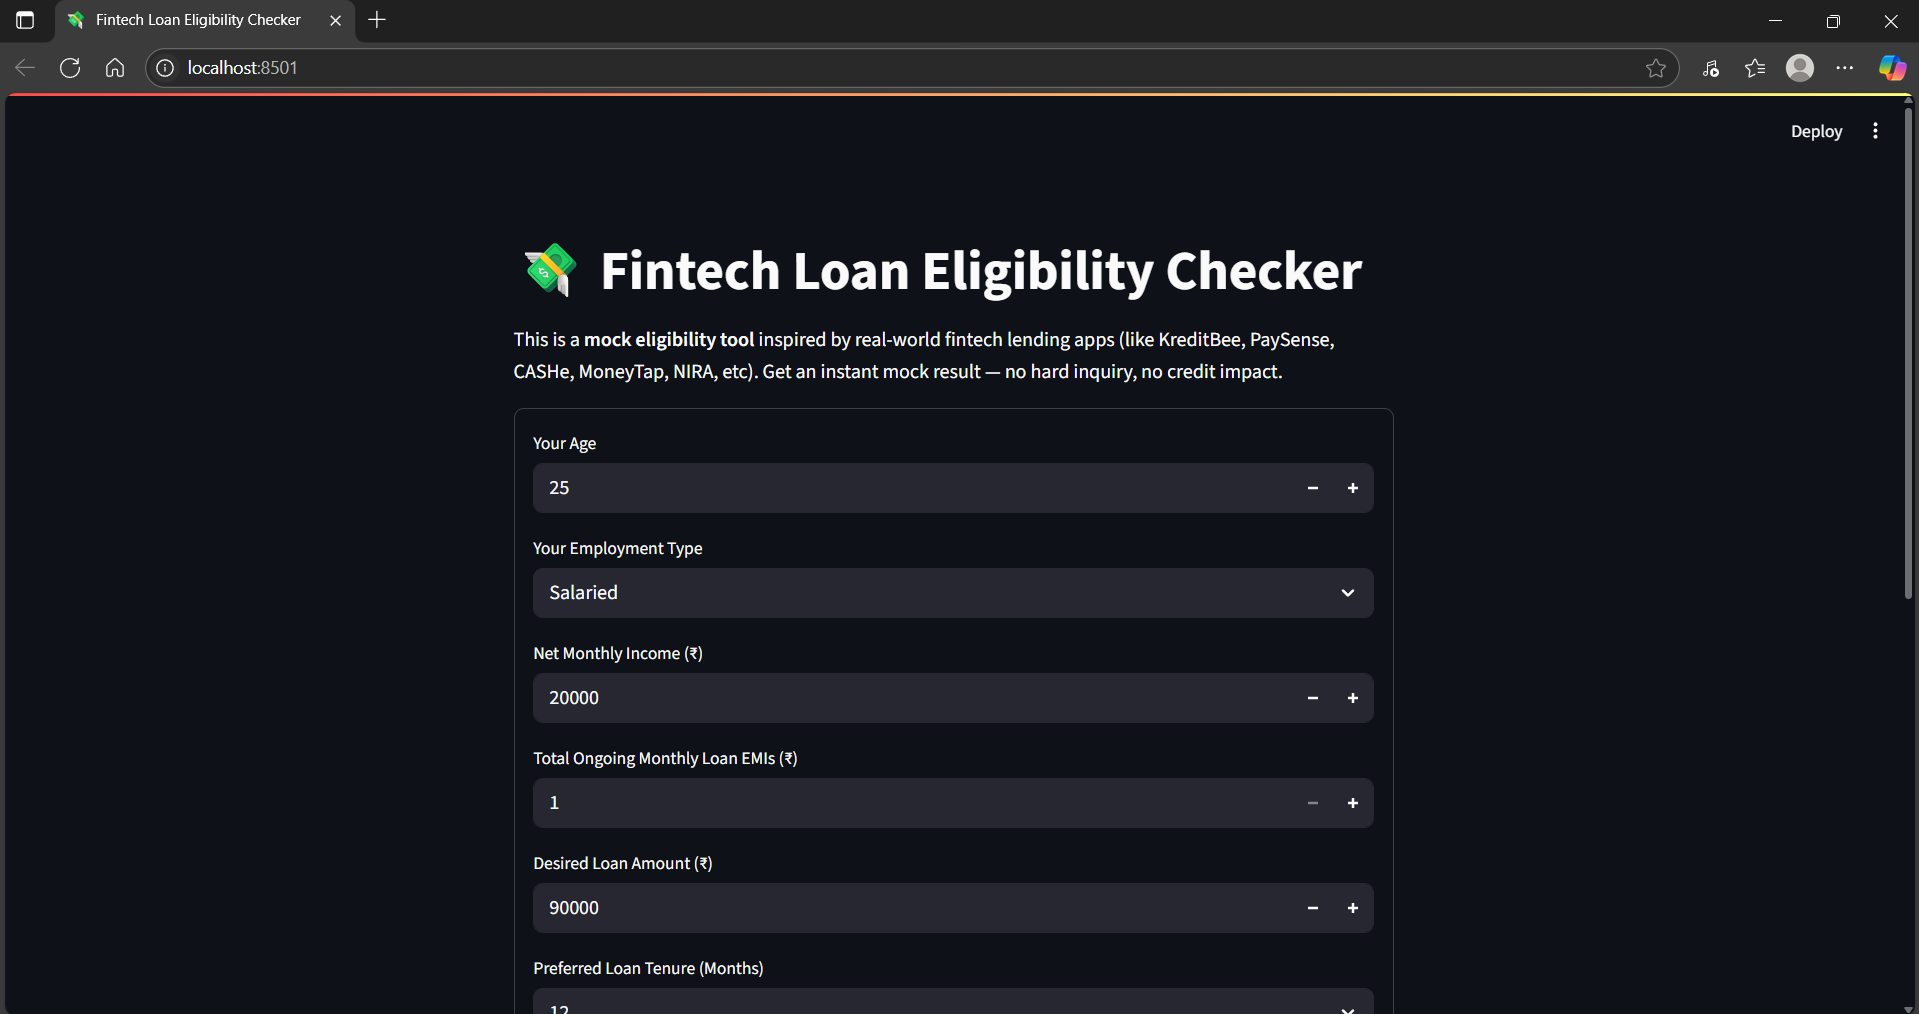 Fintech Loan Eligibility Checker
localhost:8501
Deploy
Fintech Loan Eligibility Checker
This is a mock eligibility tool inspired by real-world fintech lending apps (like KreditBee, PaySense,
CASHe, MoneyTap, NIRA, etc). Get an instant mock result — no hard inquiry, no credit impact.
Your Age
25
Your Employment Type
Salaried
Net Monthly Income (₹)
20000
Total Ongoing Monthly Loan EMIs (₹)
1
Desired Loan Amount (₹)
90000
Preferred Loan Tenure (Months)
12